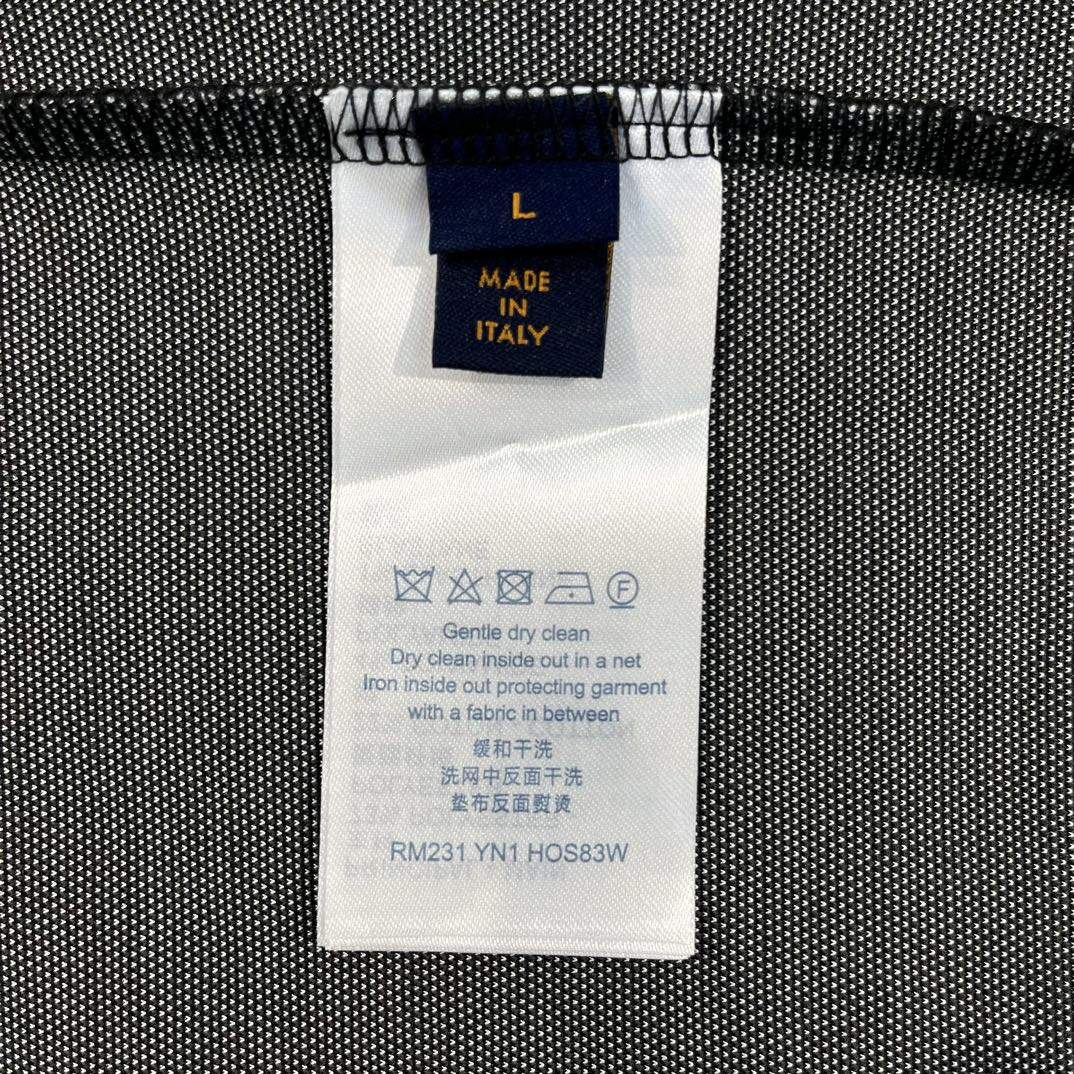 L
MADE
IN
ITALY
F
Gentle dry clean
Dry clean inside out in a net
Iron inside out protecting garment
with a fabric in between
缓和干洗
洗网中反面干洗
垫布反面熨烫
RM231 YN1 HOS83W